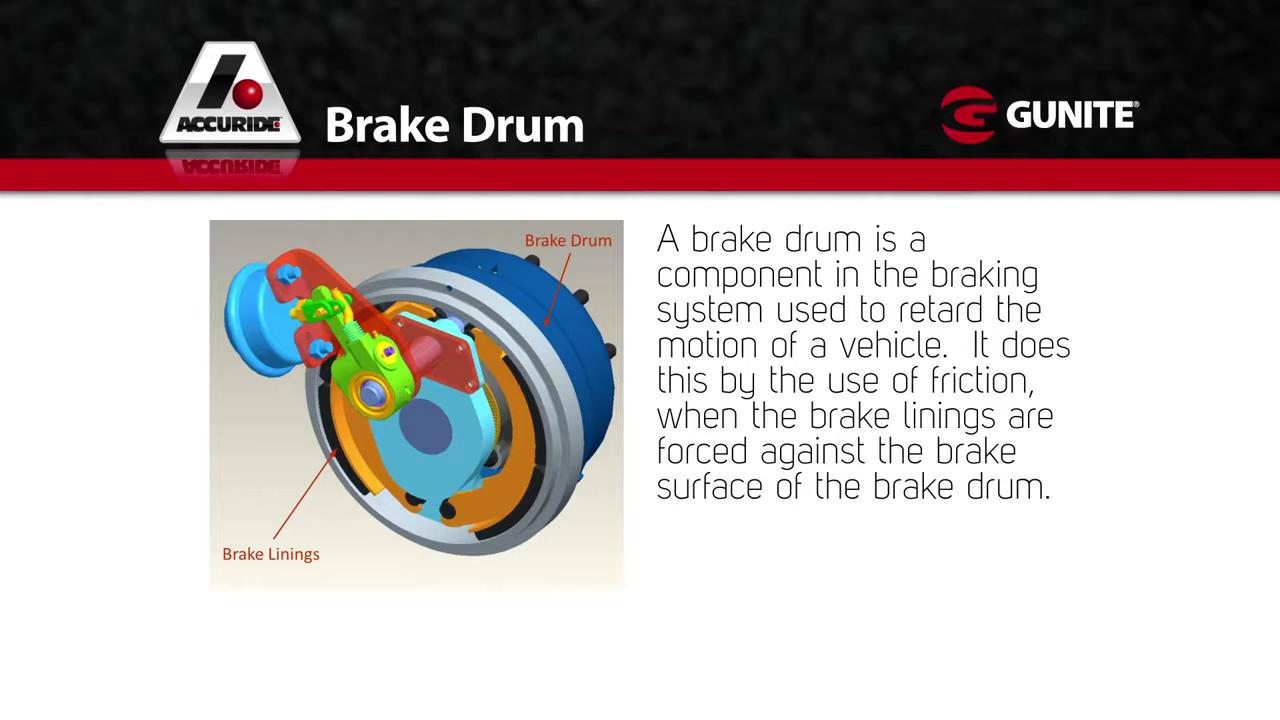 ACCURIDE
Brake Drum
GUNITE®
Brake Drum
Brake Linings
A brake drum is a
component in the braking
system used to retard the
motion of a vehicle.  It does
this by the use of friction,
when the brake linings are
forced against the brake
surface of the brake drum.